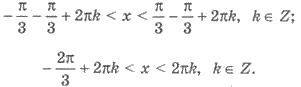 -π/3 - π/3 + 2πk < x < π/3 - π/3 + 2πk, k ∈ Z;
-2π/3 + 2πk < x < 2πk, k ∈ Z.